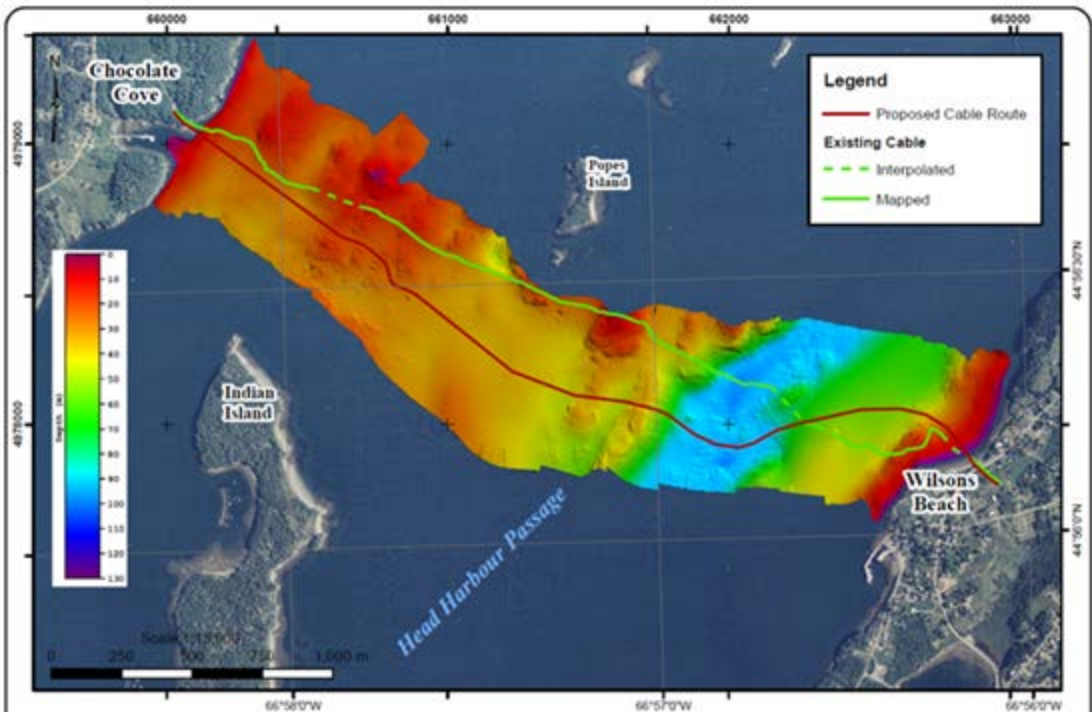 660000 661000 662000 663000
N
Chocolate
Cove
Legend
Proposed Cable Route
Existing Cable
Interpolated
Mapped
4979000
Popes
Island
44°56'30"N
0
10
20
30
40
50
60
70
80
90
100
110
120
130
Depth (m)
Indian
Island
4978000
Wilsons
Beach
Head Harbour Passage
44°56'0"N
0 250 500 750 1,000 m
66°58'0"W 66°57'0"W 66°56'0"W